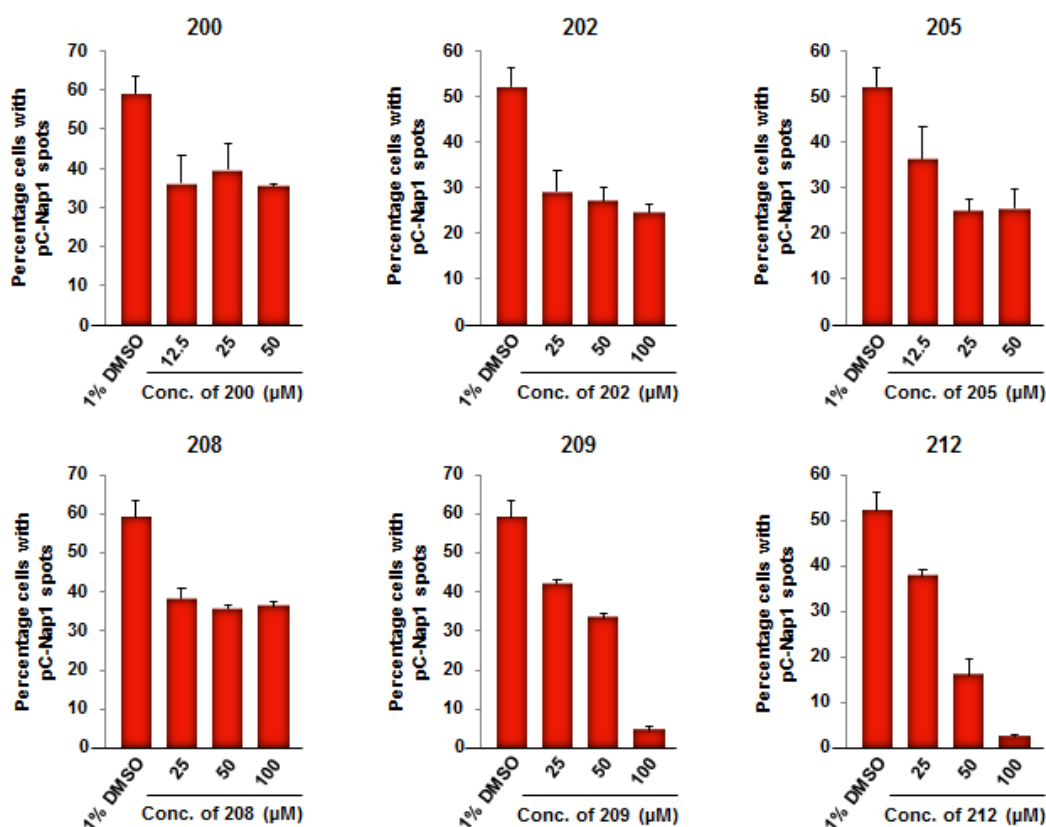 200
Percentage cells with
pC-Nap1 spots
70
60
50
40
30
20
10
0
1% DMSO
12.5
25
50
Conc. of 200 (µM)
202
Percentage cells with
pC-Nap1 spots
60
50
40
30
20
10
0
1% DMSO
25
50
100
Conc. of 202 (µM)
205
Percentage cells with
pC-Nap1 spots
60
50
40
30
20
10
0
1% DMSO
12.5
25
50
Conc. of 205 (µM)
208
Percentage cells with
pC-Nap1 spots
70
60
50
40
30
20
10
0
1% DMSO
25
50
100
Conc. of 208 (µM)
209
Percentage cells with
pC-Nap1 spots
70
60
50
40
30
20
10
0
1% DMSO
25
50
100
Conc. of 209 (µM)
212
Percentage cells with
pC-Nap1 spots
60
50
40
30
20
10
0
1% DMSO
25
50
100
Conc. of 212 (µM)